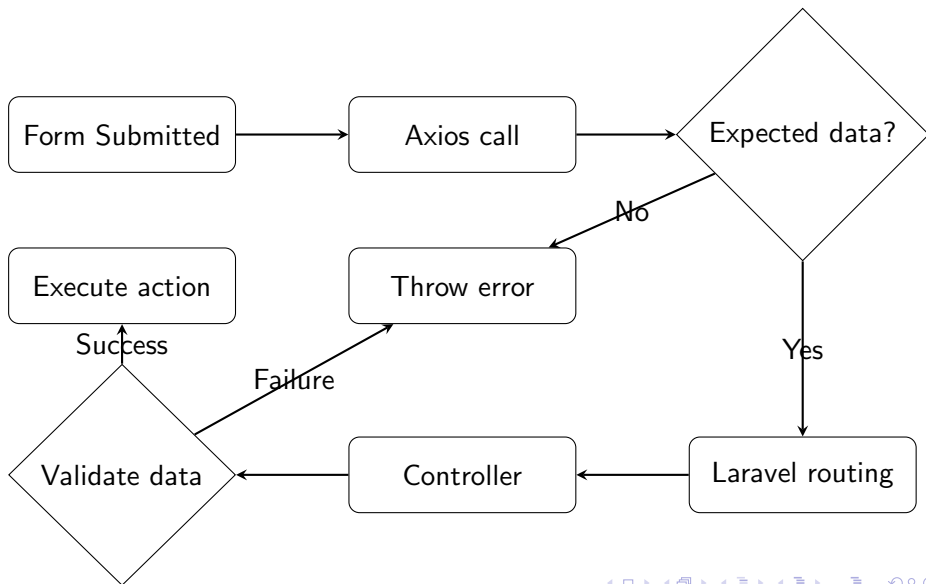 Form Submitted
Axios call
Expected data?
No
Execute action
Throw error
Success
Yes
Failure
Validate data
Controller
Laravel routing